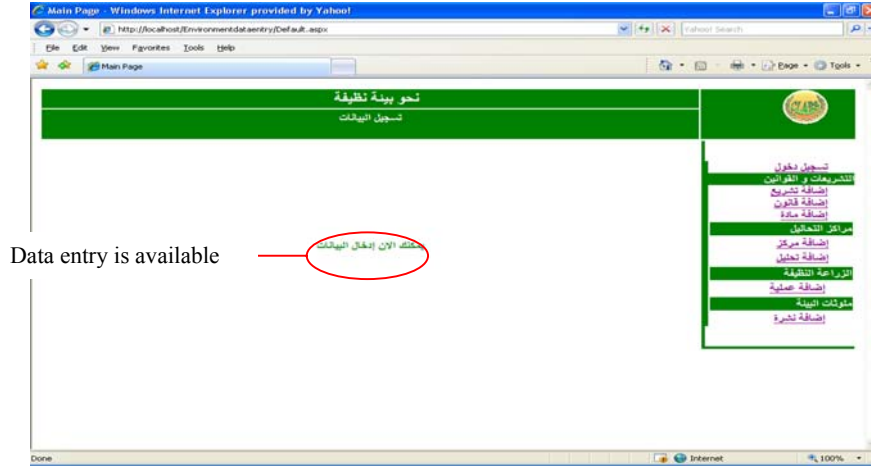 Main Page - Windows Internet Explorer provided by Yahoo!
http://localhost/Environmentdataentry/Default.aspx
Yahoo! Search
File Edit View Favorites Tools Help
Main Page
Page Tools
نحو بيئة نظيفة
تسجيل البيانات
CLAES
تسجيل دخول
التشريعات و القوانين
إضافة تشريع
إضافة قانون
إضافة مادة
مراكز التحاليل
إضافة مركز
إضافة تحليل
الزراعة النظيفة
إضافة عملية
ملوثات البيئة
إضافة نشرة
يمكنك الان إدخال البيانات
Data entry is available
Done
Internet
100%